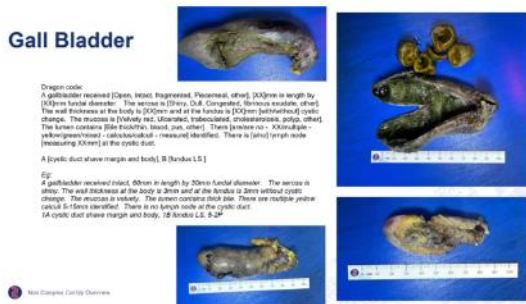 Gall Bladder
Dragon code:
A gallbladder received [Open, Intact, fragmented, Piecemeal, other], [XX]mm in length by
[XX]mm fundal diameter. The serosa is [Shiny, Dull, Congested, fibrinous exudate, other].
The wall thickness at the body is [XX]mm and at the fundus is [XX]mm [with/without] cystic
change. The mucosa is [Velvety red, Ulcerated, trabeculated, cholesterolosis, polyp, other].
The lumen contains [Bile thick/thin, blood, pus, other]. There [are/are no - XX/multiple -
yellow/green/mixed - calculus/calculi - measure] identified. There is [a/no] lymph node
[measuring XXmm] at the cystic duct.
A [cystic duct shave margin and body], B [fundus LS.]
Eg:
A gallbladder received intact, 60mm in length by 30mm fundal diameter. The serosa is
shiny. The wall thickness at the body is 3mm and at the fundus is 3mm without cystic
change. The mucosa is velvety. The lumen contains thick bile. There are multiple yellow
calculi 5-15mm identified. There is no lymph node at the cystic duct.
1A cystic duct shave margin and body, 1B fundus LS,
Non Complex Cut-Up Overview